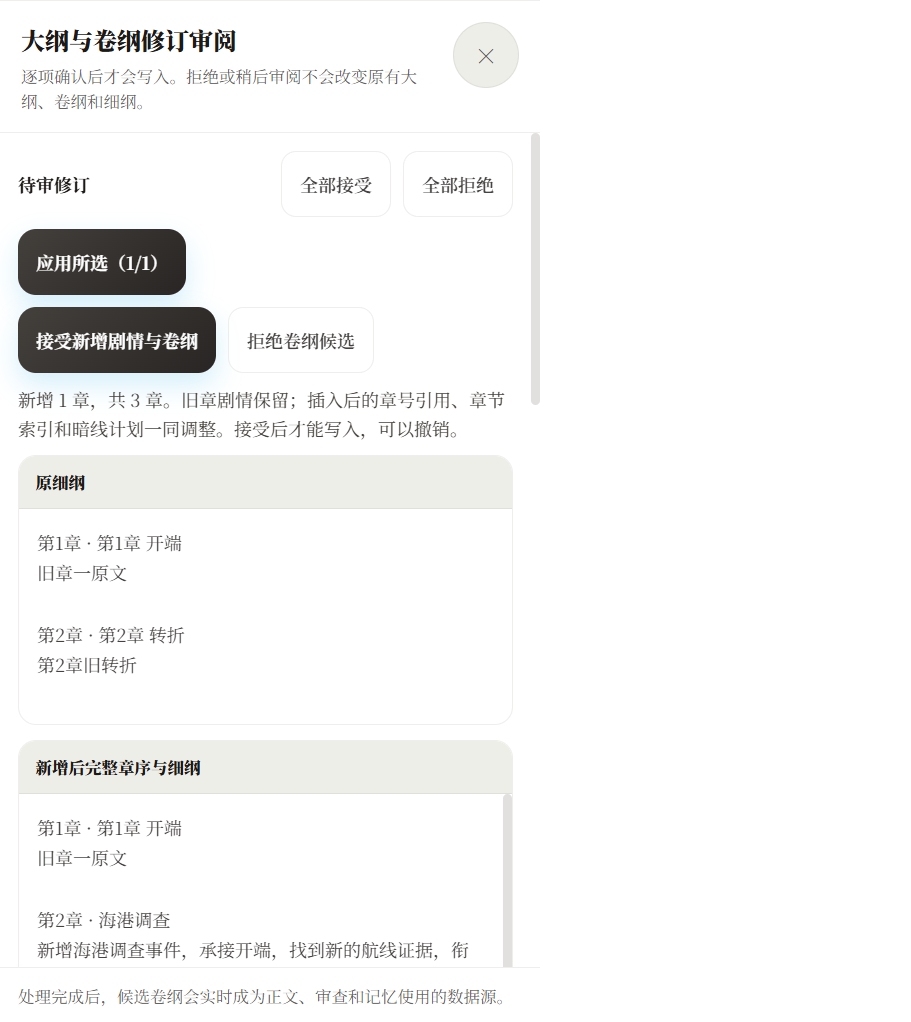 大纲与卷纲修订审阅
逐项确认后才会写入。拒绝或稍后审阅不会改变原有大
纲、卷纲和细纲。
待审修订
全部接受
全部拒绝
应用所选（1/1）
接受新增剧情与卷纲
拒绝卷纲候选
新增 1 章，共 3 章。旧章剧情保留；插入后的章号引用、章节
索引和暗线计划一同调整。接受后才能写入，可以撤销。
原细纲
第1章 · 第1章 开端
旧章一原文
第2章 · 第2章 转折
第2章旧转折
新增后完整章序与细纲
第1章 · 第1章 开端
旧章一原文
第2章 · 海港调查
新增海港调查事件，承接开端，找到新的航线证据，衔
处理完成后，候选卷纲会实时成为正文、审查和记忆使用的数据源。